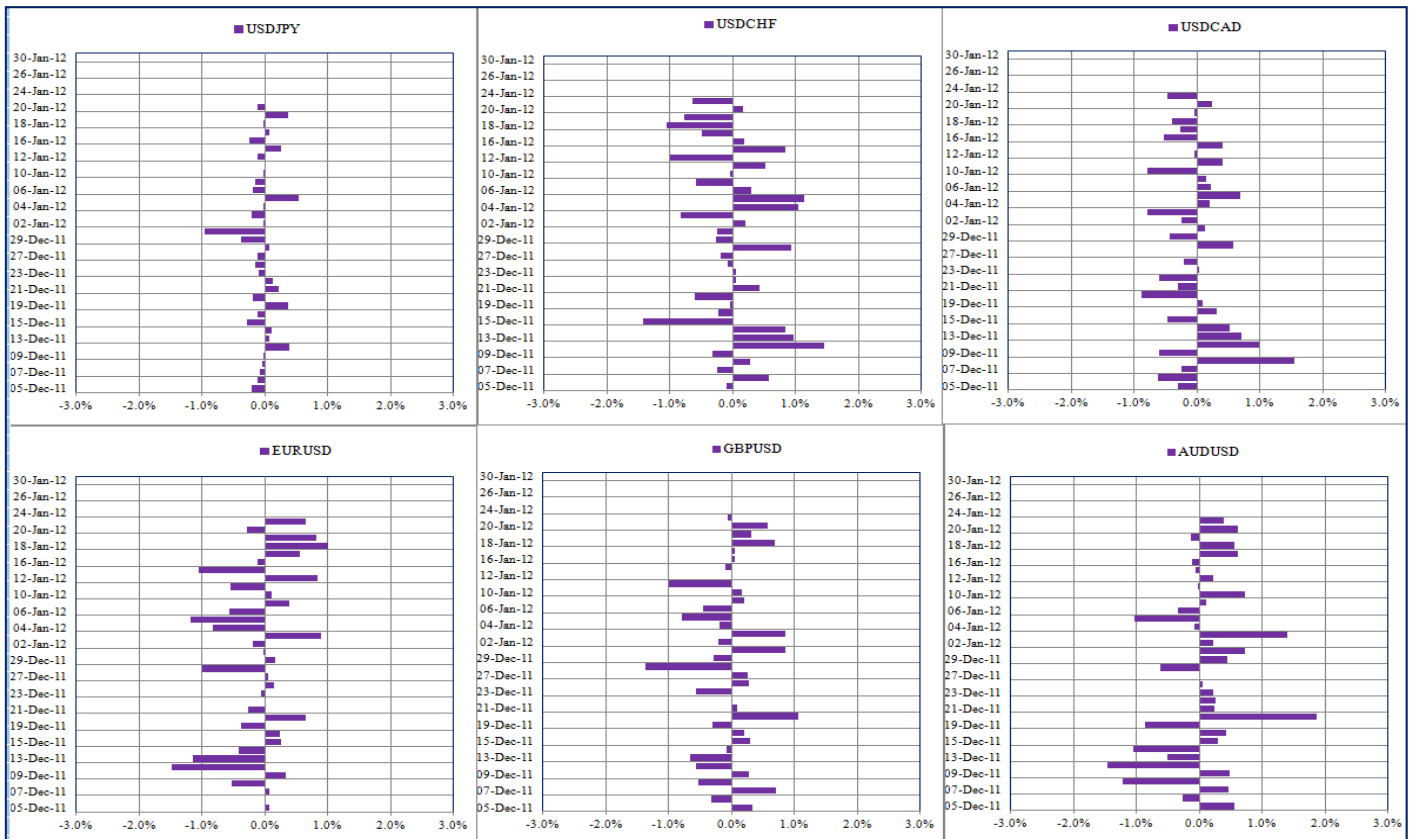 USDJPY
30-Jan-12
26-Jan-12
24-Jan-12
20-Jan-12
18-Jan-12
16-Jan-12
12-Jan-12
10-Jan-12
06-Jan-12
04-Jan-12
02-Jan-12
29-Dec-11
27-Dec-11
23-Dec-11
21-Dec-11
19-Dec-11
15-Dec-11
13-Dec-11
09-Dec-11
07-Dec-11
05-Dec-11
-3.0% -2.0% -1.0% 0.0% 1.0% 2.0% 3.0%
USDCHF
30-Jan-12
26-Jan-12
24-Jan-12
20-Jan-12
18-Jan-12
16-Jan-12
12-Jan-12
10-Jan-12
06-Jan-12
04-Jan-12
02-Jan-12
29-Dec-11
27-Dec-11
23-Dec-11
21-Dec-11
19-Dec-11
15-Dec-11
13-Dec-11
09-Dec-11
07-Dec-11
05-Dec-11
-3.0% -2.0% -1.0% 0.0% 1.0% 2.0% 3.0%
USDCAD
30-Jan-12
26-Jan-12
24-Jan-12
20-Jan-12
18-Jan-12
16-Jan-12
12-Jan-12
10-Jan-12
06-Jan-12
04-Jan-12
02-Jan-12
29-Dec-11
27-Dec-11
23-Dec-11
21-Dec-11
19-Dec-11
15-Dec-11
13-Dec-11
09-Dec-11
07-Dec-11
05-Dec-11
-3.0% -2.0% -1.0% 0.0% 1.0% 2.0% 3.0%
EURUSD
30-Jan-12
26-Jan-12
24-Jan-12
20-Jan-12
18-Jan-12
16-Jan-12
12-Jan-12
10-Jan-12
06-Jan-12
04-Jan-12
02-Jan-12
29-Dec-11
27-Dec-11
23-Dec-11
21-Dec-11
19-Dec-11
15-Dec-11
13-Dec-11
09-Dec-11
07-Dec-11
05-Dec-11
-3.0% -2.0% -1.0% 0.0% 1.0% 2.0% 3.0%
GBPUSD
30-Jan-12
26-Jan-12
24-Jan-12
20-Jan-12
18-Jan-12
16-Jan-12
12-Jan-12
10-Jan-12
06-Jan-12
04-Jan-12
02-Jan-12
29-Dec-11
27-Dec-11
23-Dec-11
21-Dec-11
19-Dec-11
15-Dec-11
13-Dec-11
09-Dec-11
07-Dec-11
05-Dec-11
-3.0% -2.0% -1.0% 0.0% 1.0% 2.0% 3.0%
AUDUSD
30-Jan-12
26-Jan-12
24-Jan-12
20-Jan-12
18-Jan-12
16-Jan-12
12-Jan-12
10-Jan-12
06-Jan-12
04-Jan-12
02-Jan-12
29-Dec-11
27-Dec-11
23-Dec-11
21-Dec-11
19-Dec-11
15-Dec-11
13-Dec-11
09-Dec-11
07-Dec-11
05-Dec-11
-3.0% -2.0% -1.0% 0.0% 1.0% 2.0% 3.0%